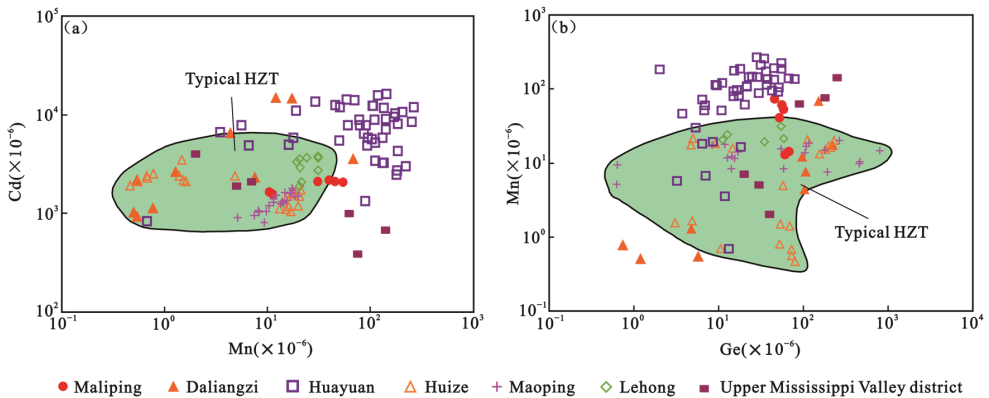 (a)
Typical HZT
Cd(×10⁻⁶)
10⁵
10⁴
10³
10²
10⁻¹ 10⁰ 10¹ 10² 10³
Mn(×10⁻⁶)
(b)
Typical HZT
Mn(×10⁻⁶)
10³
10²
10¹
10⁰
10⁻¹
10⁻¹ 10⁰ 10¹ 10² 10³ 10⁴
Ge(×10⁻⁶)
Maliping Daliangzi Huayuan Huize Maoping Lehong Upper Mississippi Valley district